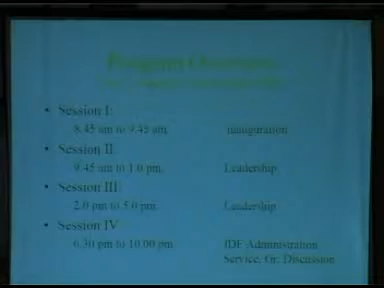 Program Overview
• Session I:
8.45 am to 9.45 am. Inauguration
• Session II:
9.45 am to 1.0 pm. Leadership
• Session III:
2.0 pm to 5.0 pm. Leadership
• Session IV
6.30 pm to 10.00 pm. IDF Administration
Service, Gr. Discussion